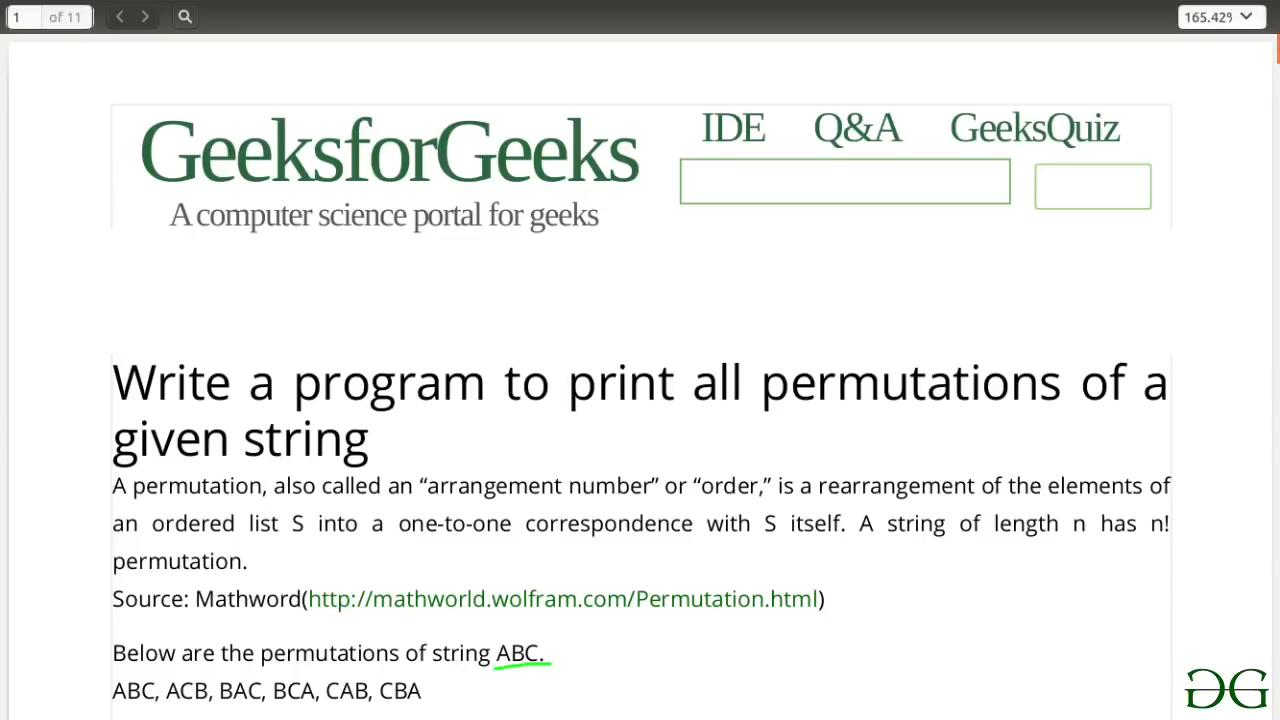 1 of 11 165.42%
GeeksforGeeks IDE Q&A GeeksQuiz
A computer science portal for geeks
Write a program to print all permutations of a
given string
A permutation, also called an “arrangement number” or “order,” is a rearrangement of the elements of
an ordered list S into a one-to-one correspondence with S itself. A string of length n has n!
permutation.
Source: Mathword(http://mathworld.wolfram.com/Permutation.html)
Below are the permutations of string ABC.
ABC, ACB, BAC, BCA, CAB, CBA